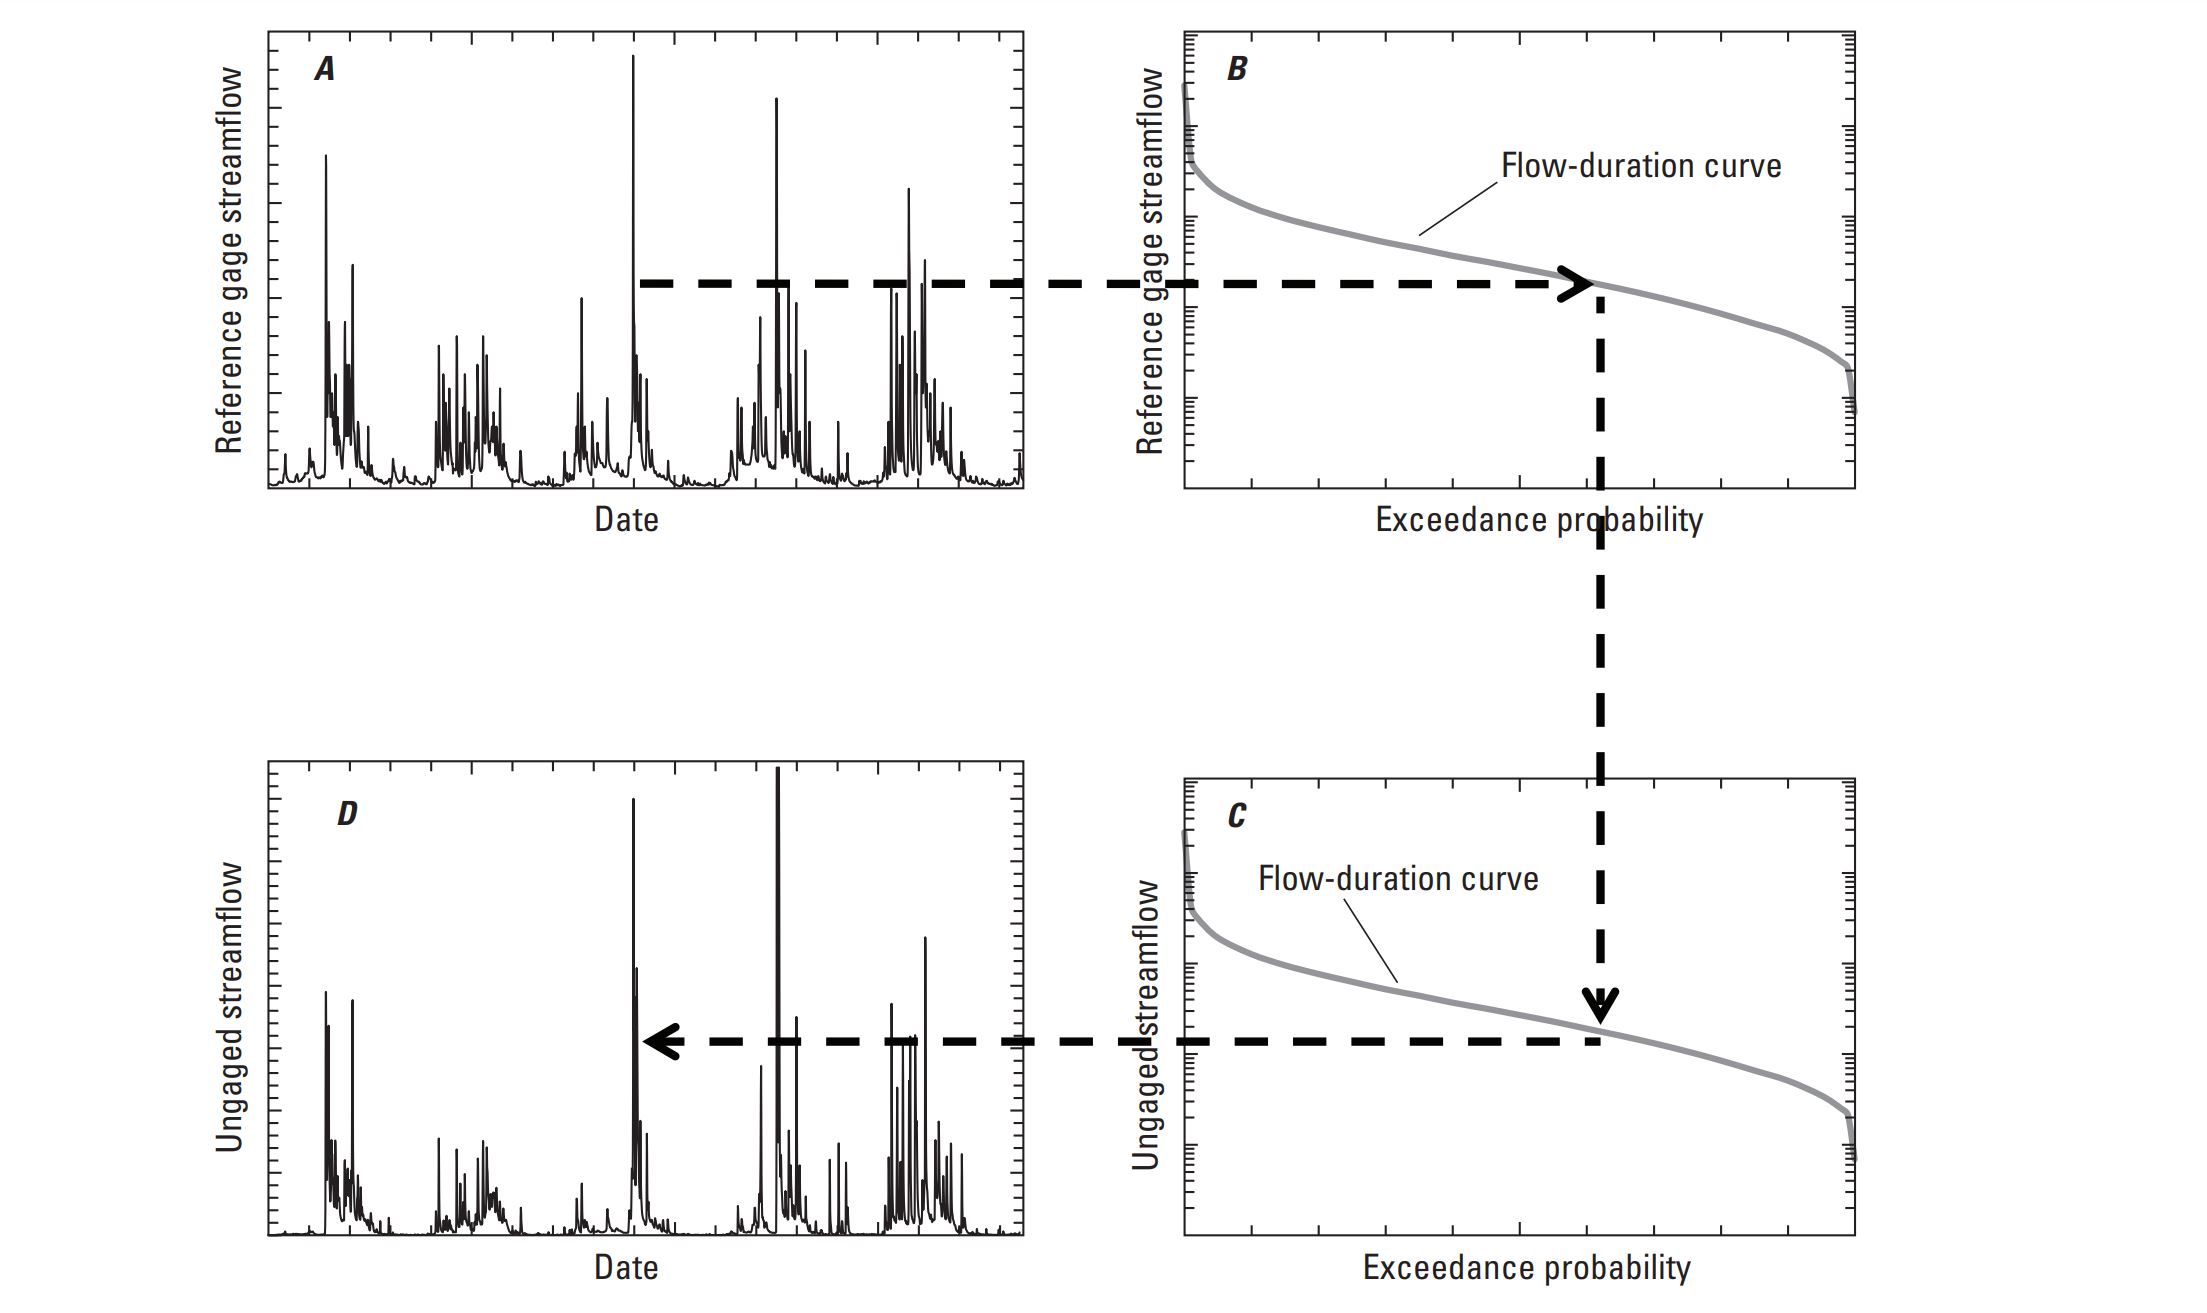 A
Reference gage streamflow
Date
B
Reference gage streamflow
Flow-duration curve
Exceedance probability
D
Ungaged streamflow
Date
C
Ungaged streamflow
Flow-duration curve
Exceedance probability